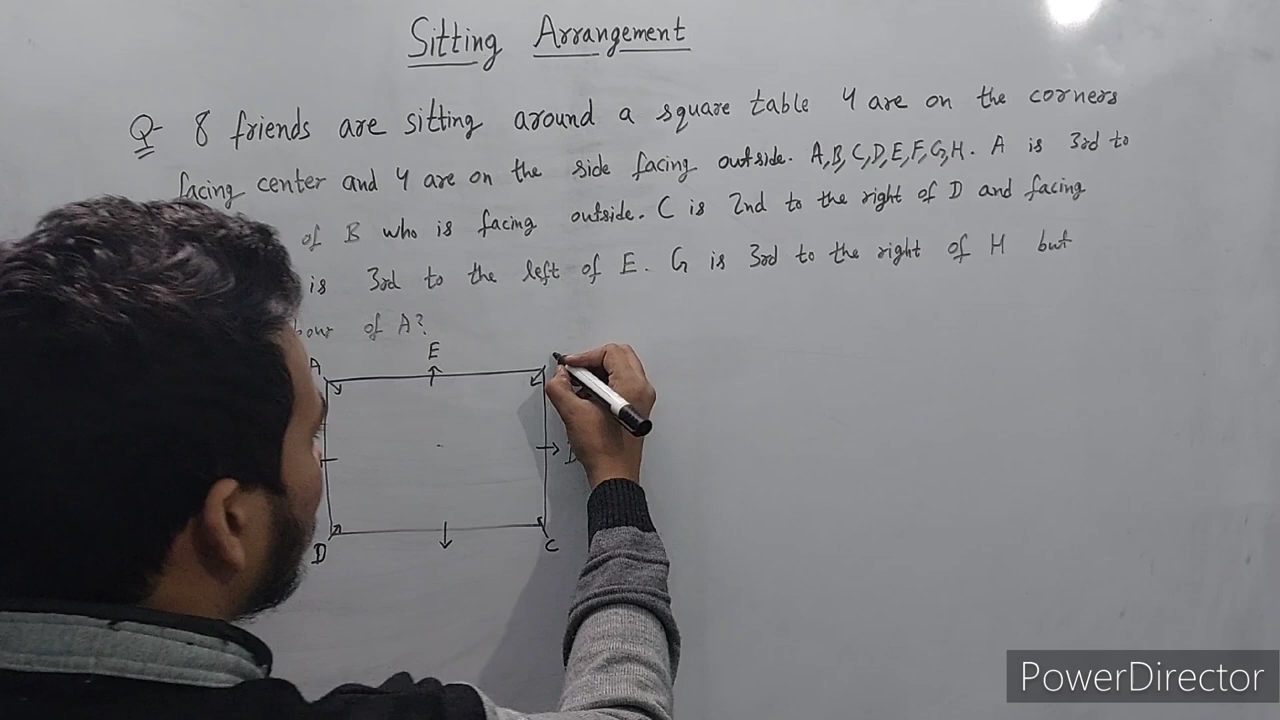 Sitting Arrangement
Q- 8 friends are sitting around a square table 4 are on the corners
facing center and 4 are on the side facing outside. A,B,C,D,E,F,G,H. A is 3rd to
of B who is facing outside. C is 2nd to the right of D and facing
is 3rd to the left of E. G is 3rd to the right of H but
of A?
A
E
D
C
PowerDirector